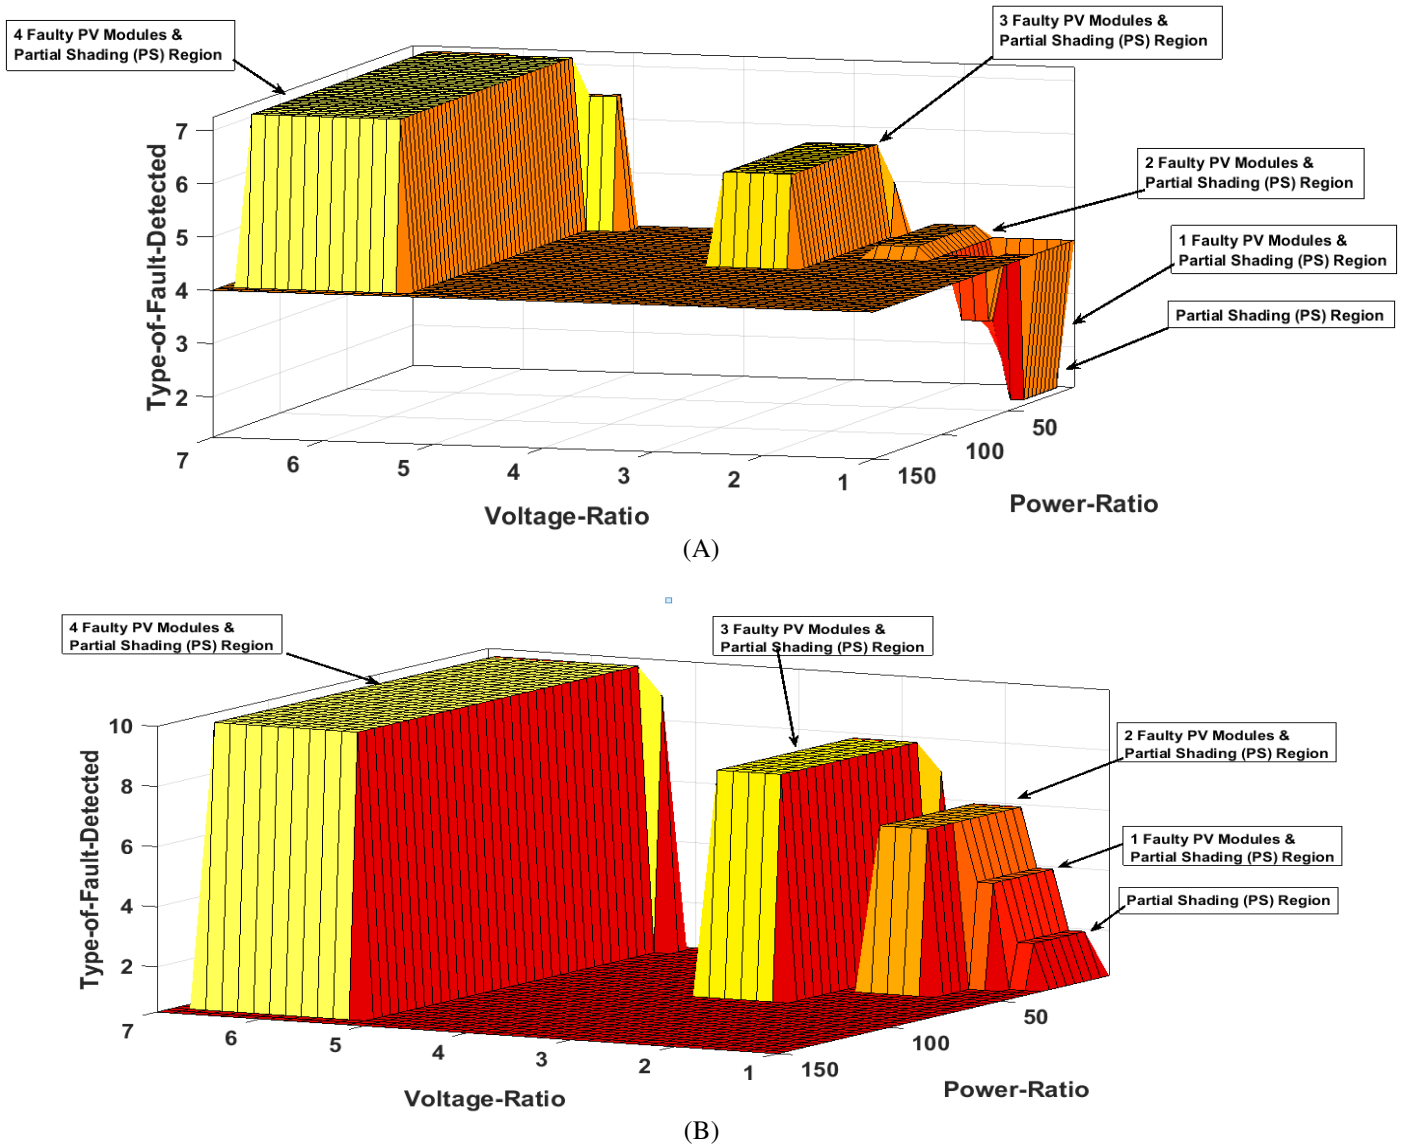 4 Faulty PV Modules &
Partial Shading (PS) Region
3 Faulty PV Modules &
Partial Shading (PS) Region
2 Faulty PV Modules &
Partial Shading (PS) Region
1 Faulty PV Modules &
Partial Shading (PS) Region
Partial Shading (PS) Region
Type-of-Fault-Detected
7
6
5
4
3
2
7
6
5
4
3
2
1
150
100
50
Voltage-Ratio
Power-Ratio
(A)
4 Faulty PV Modules &
Partial Shading (PS) Region
3 Faulty PV Modules &
Partial Shading (PS) Region
2 Faulty PV Modules &
Partial Shading (PS) Region
1 Faulty PV Modules &
Partial Shading (PS) Region
Partial Shading (PS) Region
Type-of-Fault-Detected
10
8
6
4
2
7
6
5
4
3
2
1
150
100
50
Voltage-Ratio
Power-Ratio
(B)